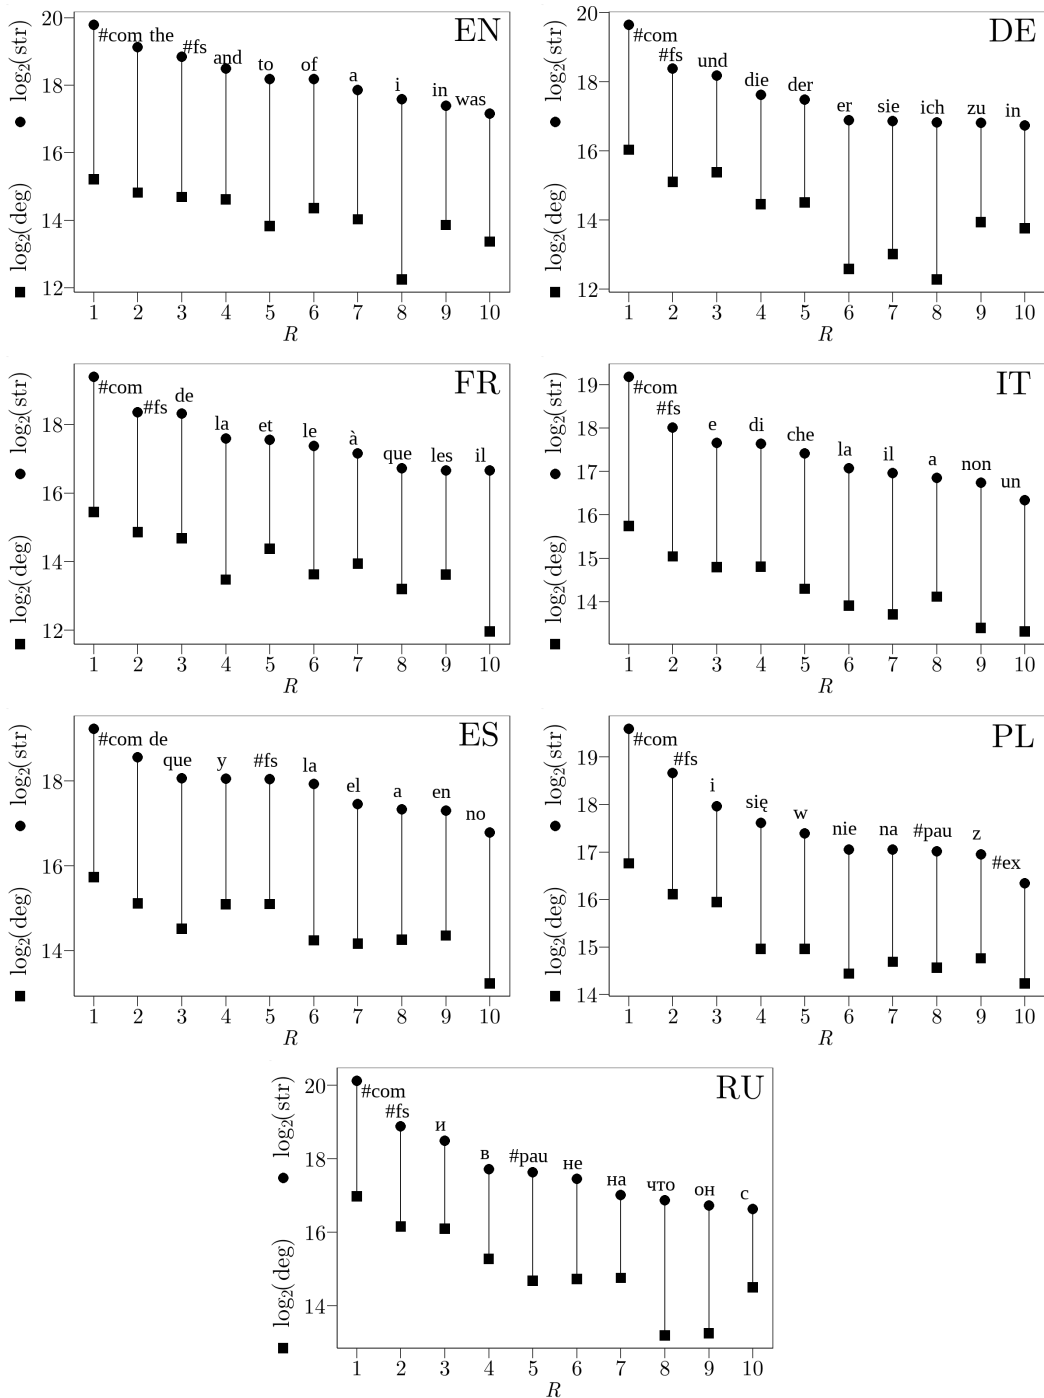 EN
log₂(deg) log₂(str)
20
18
16
14
12
#com the #fs and to of a i in was
1 2 3 4 5 6 7 8 9 10
R
DE
log₂(deg) log₂(str)
20
18
16
14
12
#com #fs und die der er sie ich zu in
1 2 3 4 5 6 7 8 9 10
R
FR
log₂(deg) log₂(str)
18
16
14
12
#com #fs de la et le à que les il
1 2 3 4 5 6 7 8 9 10
R
IT
log₂(deg) log₂(str)
19
18
17
16
15
14
#com #fs e di che la il a non un
1 2 3 4 5 6 7 8 9 10
R
ES
log₂(deg) log₂(str)
18
16
14
#com de que y #fs la el a en no
1 2 3 4 5 6 7 8 9 10
R
PL
log₂(deg) log₂(str)
19
18
17
16
15
14
#com #fs i się w nie na #pau z #ex
1 2 3 4 5 6 7 8 9 10
R
RU
log₂(deg) log₂(str)
20
18
16
14
#com #fs и в #pau не на что он с
1 2 3 4 5 6 7 8 9 10
R